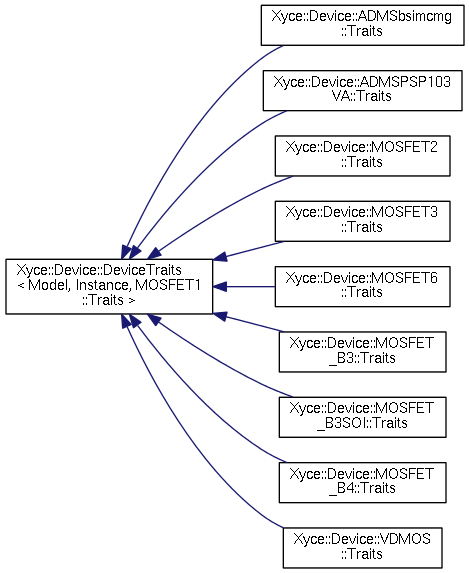 Xyce::Device::ADMSbsimcmg
::Traits
Xyce::Device::ADMSPSP103
VA::Traits
Xyce::Device::MOSFET2
::Traits
Xyce::Device::MOSFET3
::Traits
Xyce::Device::DeviceTraits
< Model, Instance, MOSFET1
::Traits >
Xyce::Device::MOSFET6
::Traits
Xyce::Device::MOSFET
_B3::Traits
Xyce::Device::MOSFET
_B3SOI::Traits
Xyce::Device::MOSFET
_B4::Traits
Xyce::Device::VDMOS
::Traits